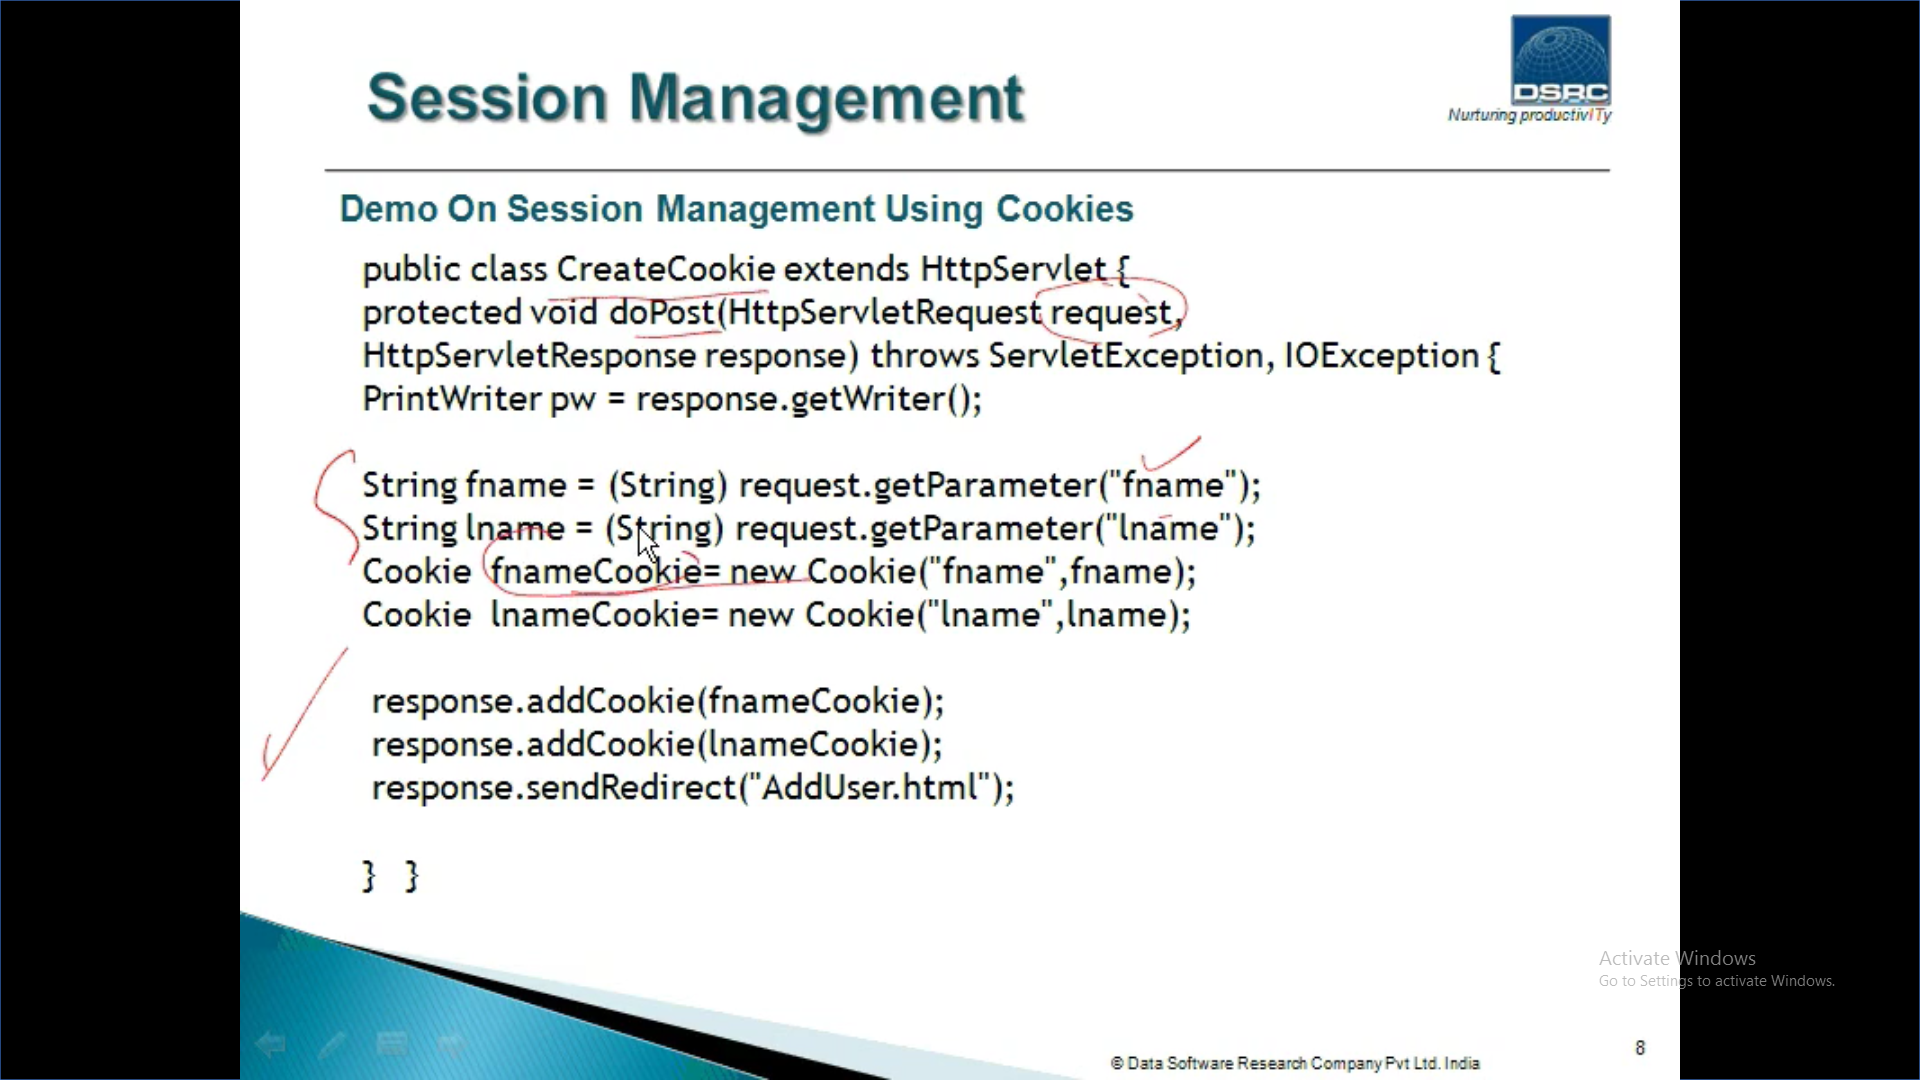 DSRC
Nurturing productivITy
Session Management
Demo On Session Management Using Cookies
public class CreateCookie extends HttpServlet {
protected void doPost(HttpServletRequest request,
HttpServletResponse response) throws ServletException, IOException {
PrintWriter pw = response.getWriter();
String fname = (String) request.getParameter("fname");
String lname = (String) request.getParameter("lname");
Cookie fnameCookie= new Cookie("fname",fname);
Cookie lnameCookie= new Cookie("lname",lname);
response.addCookie(fnameCookie);
response.addCookie(lnameCookie);
response.sendRedirect("AddUser.html");
} }
Activate Windows
Go to Settings to activate Windows.
8
© Data Software Research Company Pvt Ltd. India